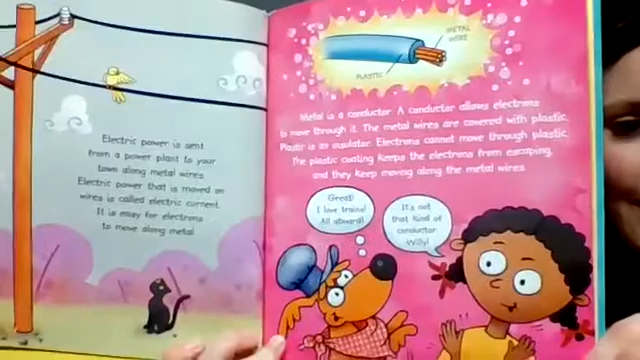 Electric power is sent
from a power plant to your
town along metal wires.
Electric power that is moved on
wires is called electric current.
It is easy for electrons
to move along metal.
METAL
WIRE
PLASTIC
Metal is a conductor. A conductor allows electrons
to move through it. The metal wires are covered with plastic.
Plastic is an insulator. Electrons cannot move through plastic.
The plastic coating keeps the electrons from escaping,
and they keep moving along the metal wires.
Great!
I love trains!
All aboard!
It's not
that kind of
conductor
Willy!